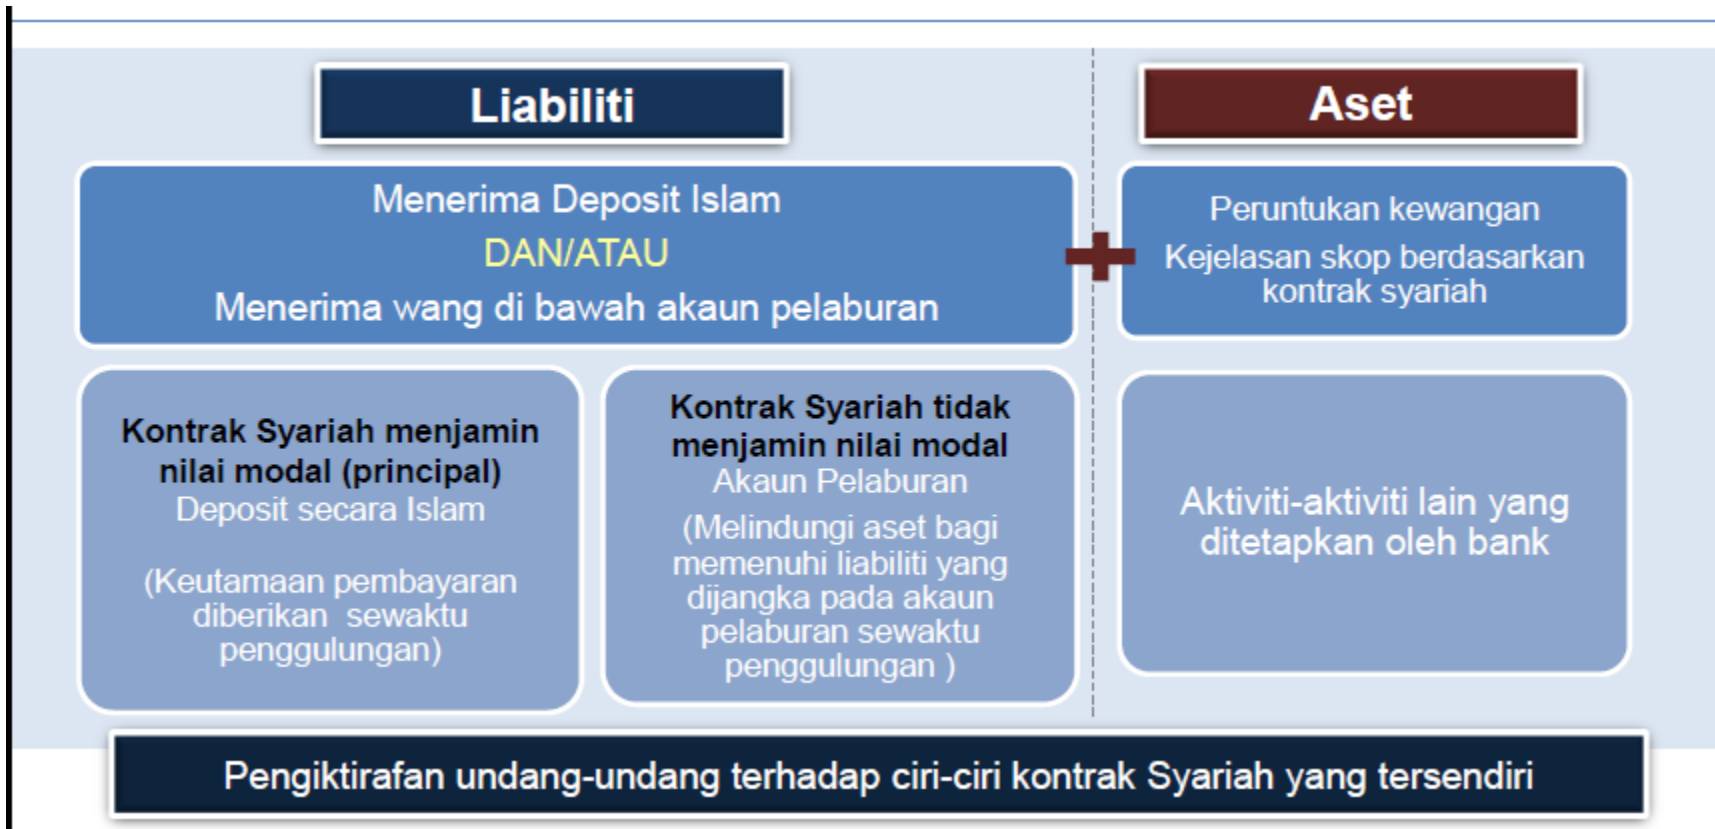 Liabiliti
Menerima Deposit Islam
DAN/ATAU
Menerima wang di bawah akaun pelaburan
Kontrak Syariah menjamin
nilai modal (principal)
Deposit secara Islam
(Keutamaan pembayaran
diberikan sewaktu
penggulungan)
Kontrak Syariah tidak
menjamin nilai modal
Akaun Pelaburan
(Melindungi aset bagi
memenuhi liabiliti yang
dijangka pada akaun
pelaburan sewaktu
penggulungan )
Aset
Peruntukan kewangan
Kejelasan skop berdasarkan
kontrak syariah
Aktiviti-aktiviti lain yang
ditetapkan oleh bank
Pengiktirafan undang-undang terhadap ciri-ciri kontrak Syariah yang tersendiri